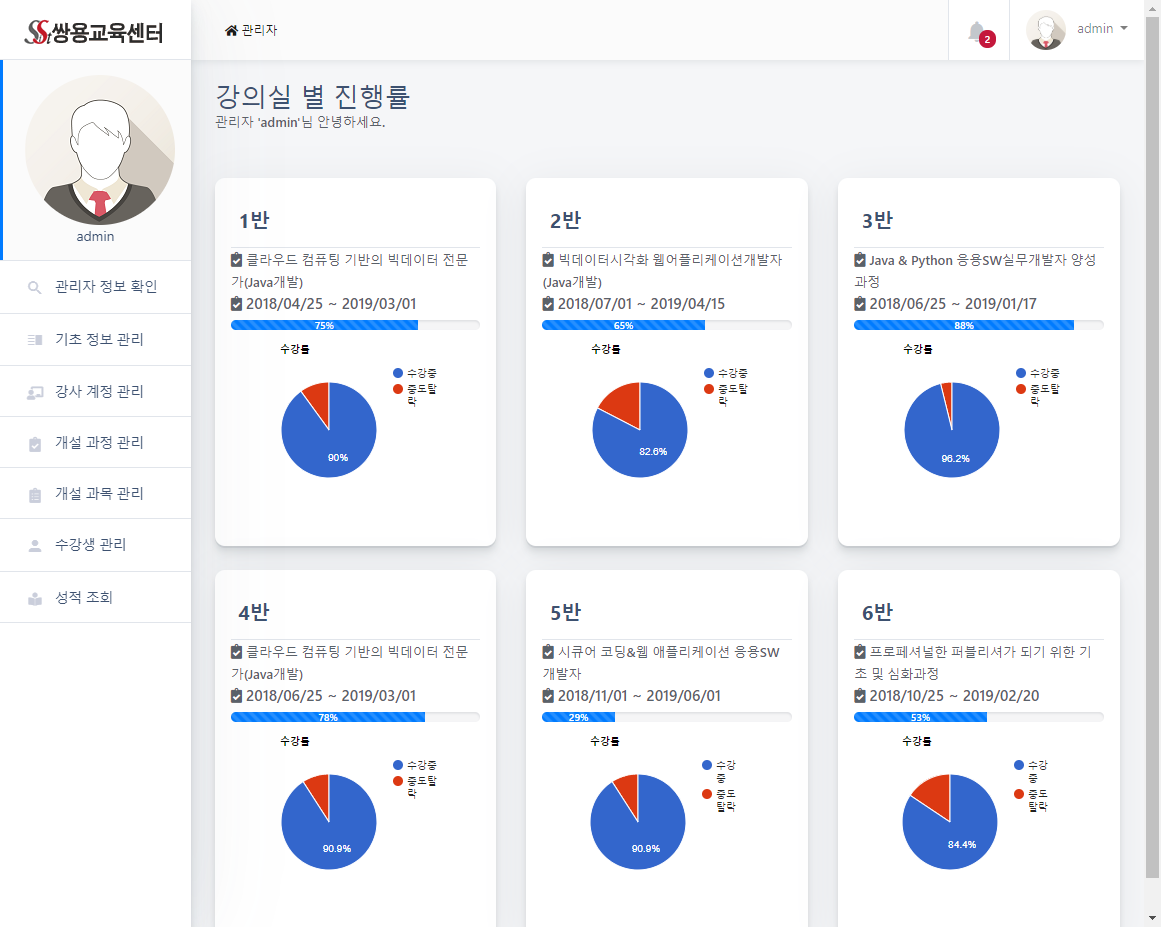 SSt쌍용교육센터
관리자
2
admin
admin
관리자 정보 확인
기초 정보 관리
강사 계정 관리
개설 과정 관리
개설 과목 관리
수강생 관리
성적 조회
강의실 별 진행률
관리자 'admin'님 안녕하세요.
1반
클라우드 컴퓨팅 기반의 빅데이터 전문
가(Java개발)
2018/04/25 ~ 2019/03/01
75%
수강률
수강중
중도탈
락
90%
2반
빅데이터시각화 웹어플리케이션개발자
(Java개발)
2018/07/01 ~ 2019/04/15
65%
수강률
수강중
중도탈
락
82.6%
3반
Java & Python 응용SW실무개발자 양성
과정
2018/06/25 ~ 2019/01/17
88%
수강률
수강중
중도탈
락
96.2%
4반
클라우드 컴퓨팅 기반의 빅데이터 전문
가(Java개발)
2018/06/25 ~ 2019/03/01
78%
수강률
수강중
중도탈
락
90.9%
5반
시큐어 코딩&웹 애플리케이션 응용SW
개발자
2018/11/01 ~ 2019/06/01
29%
수강률
수강
중
중도
탈락
90.9%
6반
프로페셔널한 퍼블리셔가 되기 위한 기
초 및 심화과정
2018/10/25 ~ 2019/02/20
53%
수강률
수강
중
중도
탈락
84.4%